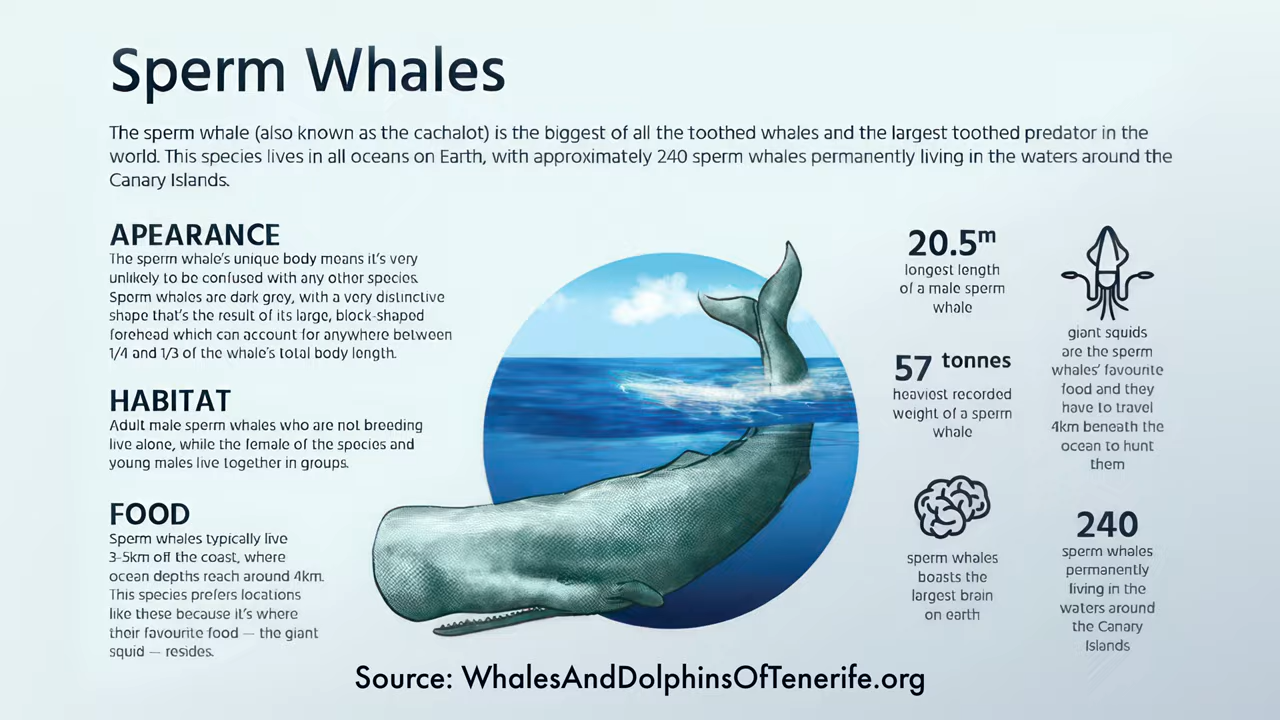 Sperm Whales
The sperm whale (also known as the cachalot) is the biggest of all the toothed whales and the largest toothed predator in the
world. This species lives in all oceans on Earth, with approximately 240 sperm whales permanently living in the waters around the
Canary Islands.
APEARANCE
The sperm whale's unique body means it's very
unlikely to be confused with any other species.
Sperm whales are dark grey, with a very distinctive
shape that's the result of its large, block-shaped
forehead which can account for anywhere between
1/4 and 1/3 of the whale's total body length.
HABITAT
Adult male sperm whales who are not breeding
live alone, while the female of the species and
young males live together in groups.
FOOD
Sperm whales typically live
3-5km off the coast, where
ocean depths reach around 4km.
This species prefers locations
like these because it's where
their favourite food — the giant
squid — resides.
20.5m
longest length
of a male sperm
whale
57 tonnes
heaviest recorded
weight of a sperm
whale
sperm whales
boasts the
largest brain
on earth
giant squids
are the sperm
whales' favourite
food and they
have to travel
4km beneath the
ocean to hunt
them
240
sperm whales
permanently
living in the
waters around
the Canary
Islands
Source: WhalesAndDolphinsOfTenerife.org